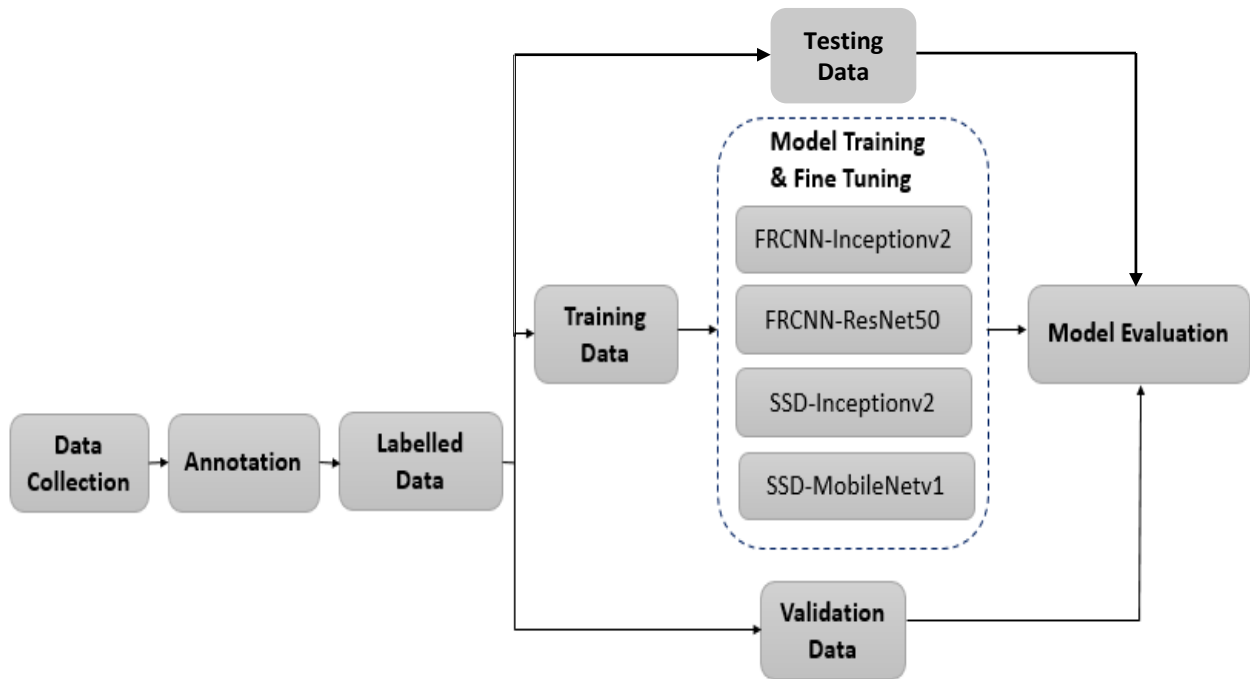 Testing
Data
Model Training
& Fine Tuning
FRCNN-Inceptionv2
FRCNN-ResNet50
SSD-Inceptionv2
SSD-MobileNetv1
Training
Data
Model Evaluation
Data
Collection
Annotation
Labelled
Data
Validation
Data